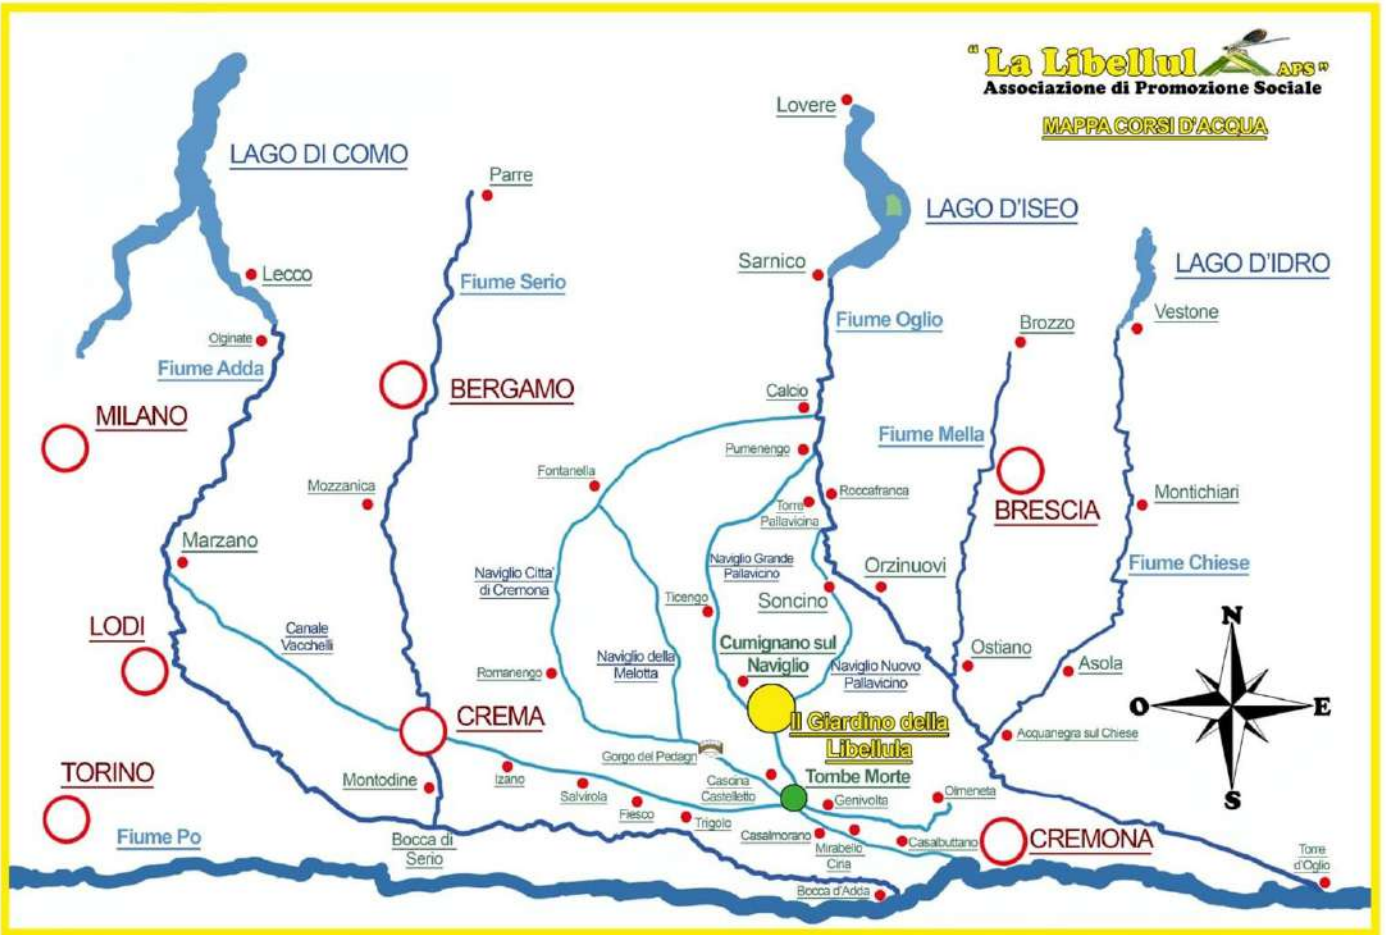 "La Libellula APS"
Associazione di Promozione Sociale
MAPPA CORSI D'ACQUA
Lovere
LAGO DI COMO
Parre
LAGO D'ISEO
Sarnico
LAGO D'IDRO
Lecco
Fiume Serio
Vestone
Fiume Oglio
Brozzo
Olginate
Fiume Adda
BERGAMO
Calcio
MILANO
Fiume Mella
Pumenengo
Fontanella
Mozzanica
Roccafranca
Montichiari
Torre
Pallavicina
BRESCIA
Marzano
Naviglio Grande
Pallavicino
Fiume Chiese
Orzinuovi
Naviglio Citta'
di Cremona
Ticengo
Soncino
N
LODI
Canale
Vacchelli
Cumignano sul
Naviglio
Ostiano
Naviglio della
Melotta
Naviglio Nuovo
Pallavicino
Asola
Romanengo
O
E
CREMA
Il Giardino della
Libellula
Acquanegra sul Chiese
Gorgo del Pedagn
TORINO
Montodine
Izano
Cascina
Castelletto
Tombe Morte
Olmeneta
S
Salvirola
Genivolta
Fiesco
Trigolo
Fiume Po
Bocca di
Serio
Casalmorano
Mirabello
Ciria
Casalbuttano
CREMONA
Torre
d'Oglio
Bocca d'Adda